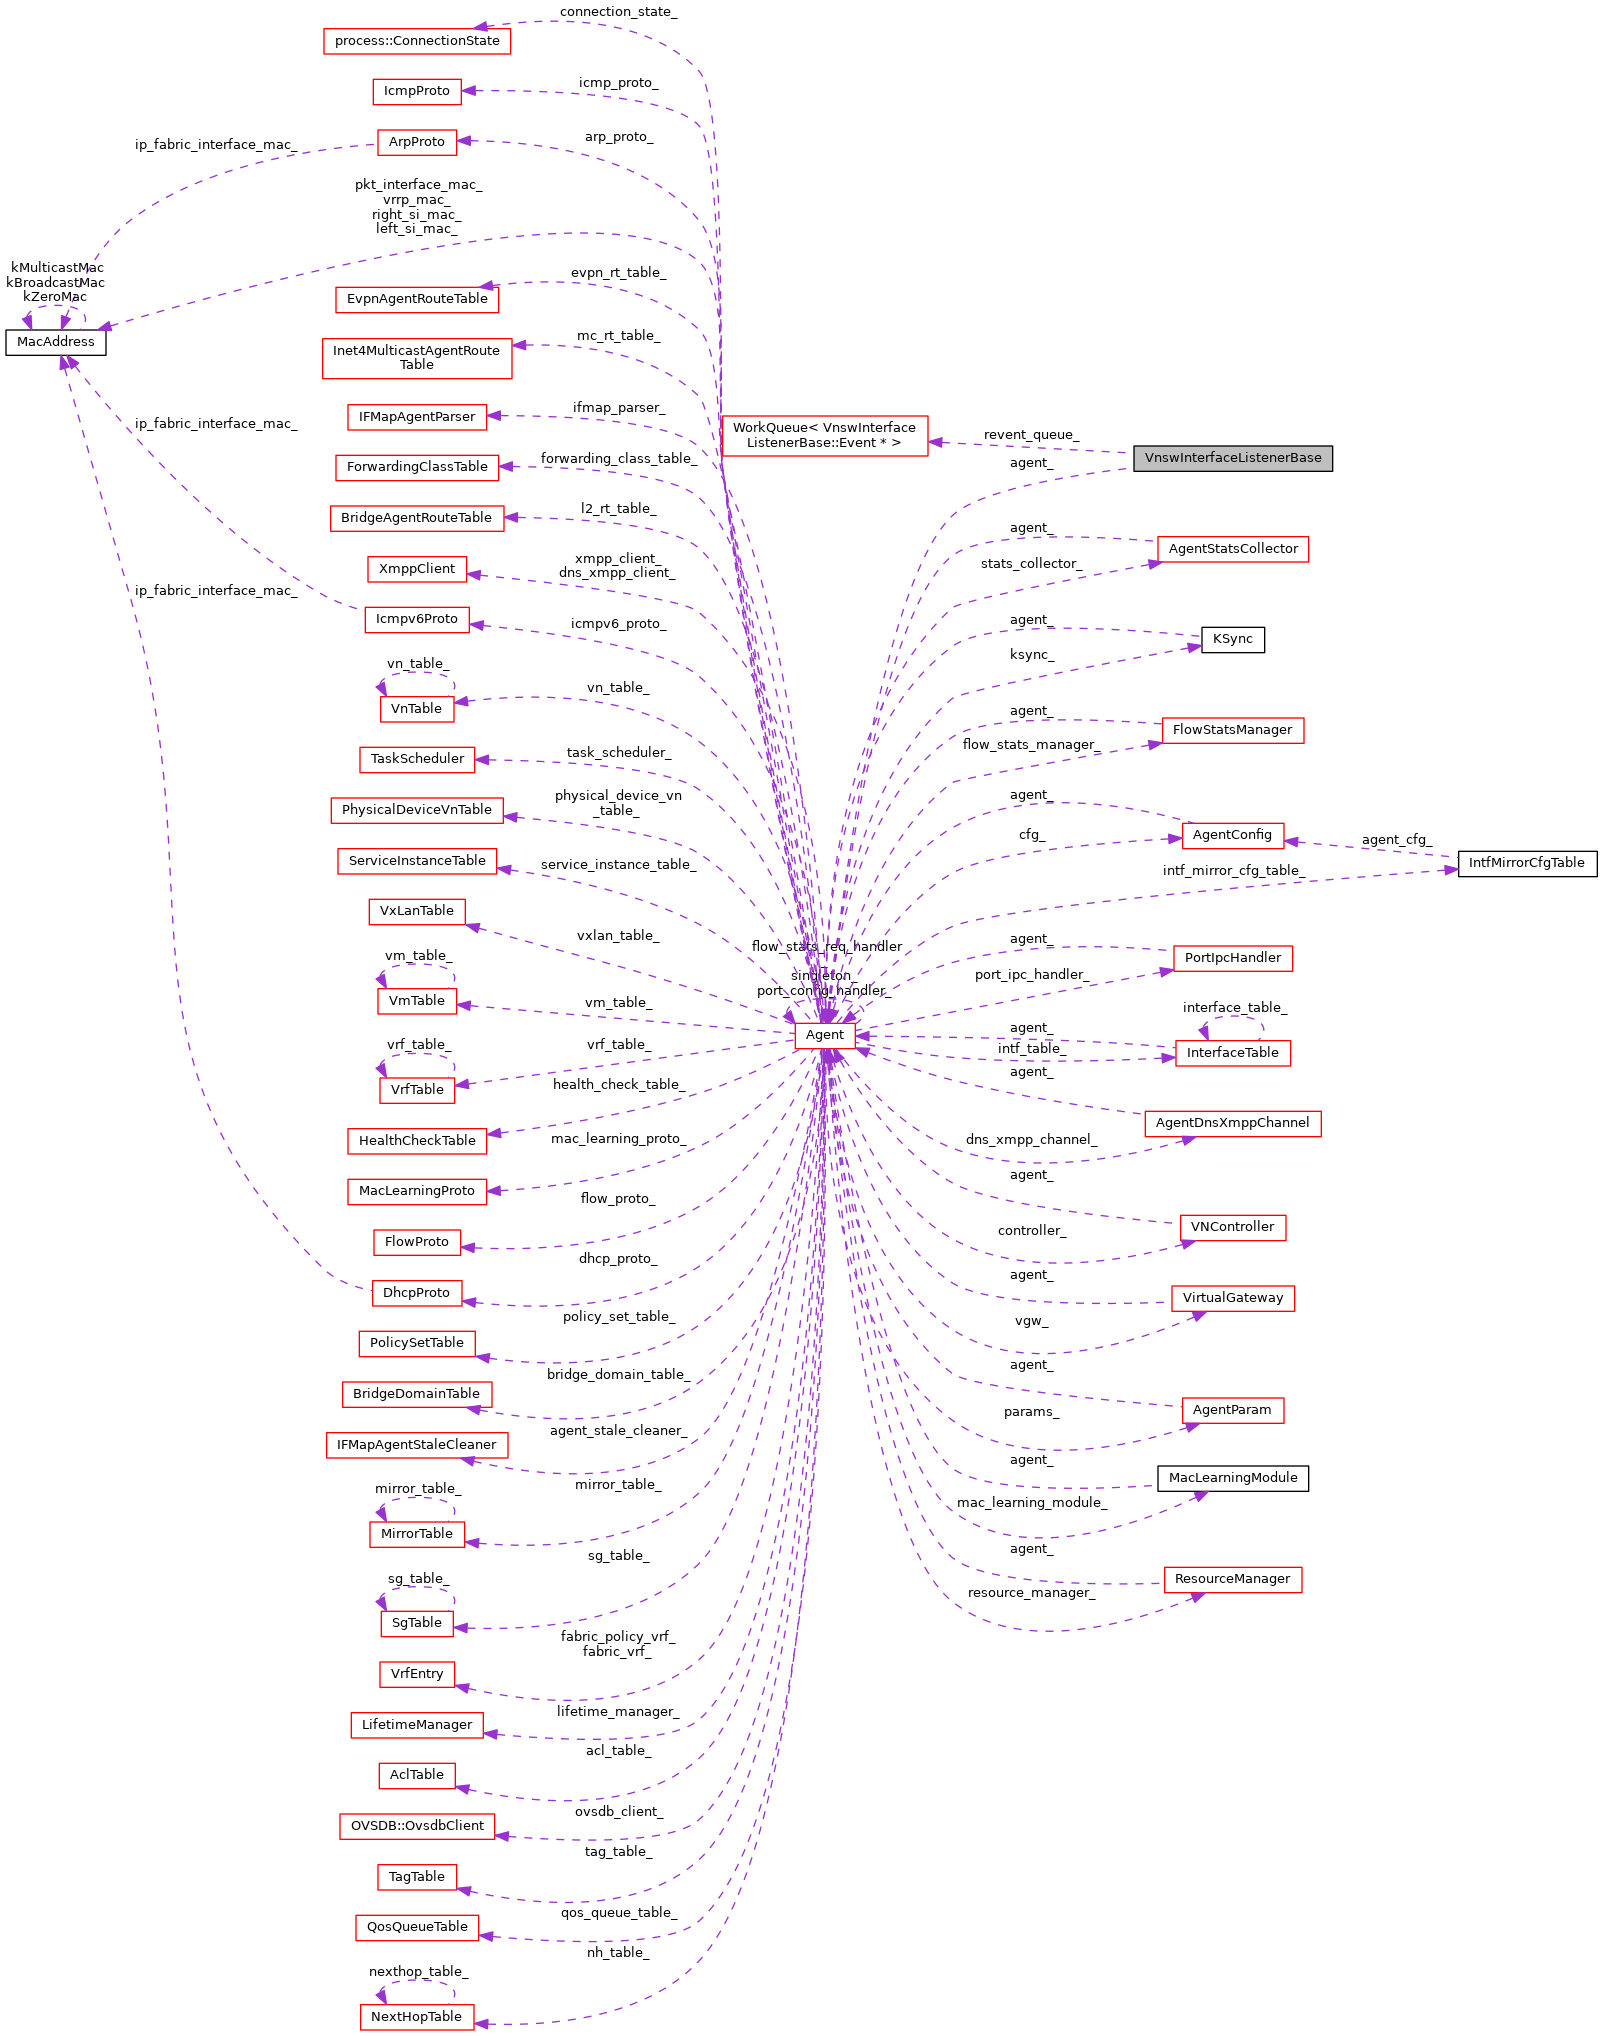 connection_state_
process::ConnectionState
icmp_proto_
IcmpProto
arp_proto_
ArpProto
ip_fabric_interface_mac_
pkt_interface_mac_
vrrp_mac_
right_si_mac_
left_si_mac_
kMulticastMac
kBroadcastMac
kZeroMac
MacAddress
evpn_rt_table_
EvpnAgentRouteTable
mc_rt_table_
Inet4MulticastAgentRoute
Table
ifmap_parser_
IFMapAgentParser
ip_fabric_interface_mac_
WorkQueue< VnswInterface
ListenerBase::Event * >
revent_queue_
VnswInterfaceListenerBase
agent_
forwarding_class_table_
ForwardingClassTable
l2_rt_table_
BridgeAgentRouteTable
agent_
AgentStatsCollector
stats_collector_
xmpp_client_
dns_xmpp_client_
XmppClient
ip_fabric_interface_mac_
icmpv6_proto_
Icmpv6Proto
agent_
KSync
ksync_
vn_table_
vn_table_
VnTable
agent_
FlowStatsManager
flow_stats_manager_
task_scheduler_
TaskScheduler
physical_device_vn
_table_
PhysicalDeviceVnTable
agent_
AgentConfig
cfg_
agent_cfg_
IntfMirrorCfgTable
intf_mirror_cfg_table_
service_instance_table_
ServiceInstanceTable
VxLanTable
vxlan_table_
flow_stats_req_handler
_
singleton_
port_config_handler_
Agent
agent_
PortIpcHandler
port_ipc_handler_
vm_table_
VmTable
vm_table_
interface_table_
agent_
InterfaceTable
intf_table_
vrf_table_
vrf_table_
VrfTable
agent_
AgentDnsXmppChannel
dns_xmpp_channel_
health_check_table_
HealthCheckTable
mac_learning_proto_
MacLearningProto
agent_
VNController
controller_
flow_proto_
FlowProto
dhcp_proto_
DhcpProto
agent_
VirtualGateway
vgw_
policy_set_table_
PolicySetTable
bridge_domain_table_
BridgeDomainTable
agent_
AgentParam
params_
agent_stale_cleaner_
IFMapAgentStaleCleaner
agent_
MacLearningModule
mac_learning_module_
mirror_table_
mirror_table_
MirrorTable
agent_
ResourceManager
resource_manager_
sg_table_
sg_table_
SgTable
fabric_policy_vrf_
fabric_vrf_
VrfEntry
lifetime_manager_
LifetimeManager
acl_table_
AclTable
ovsdb_client_
OVSDB::OvsdbClient
tag_table_
TagTable
qos_queue_table_
QosQueueTable
nh_table_
nexthop_table_
NextHopTable